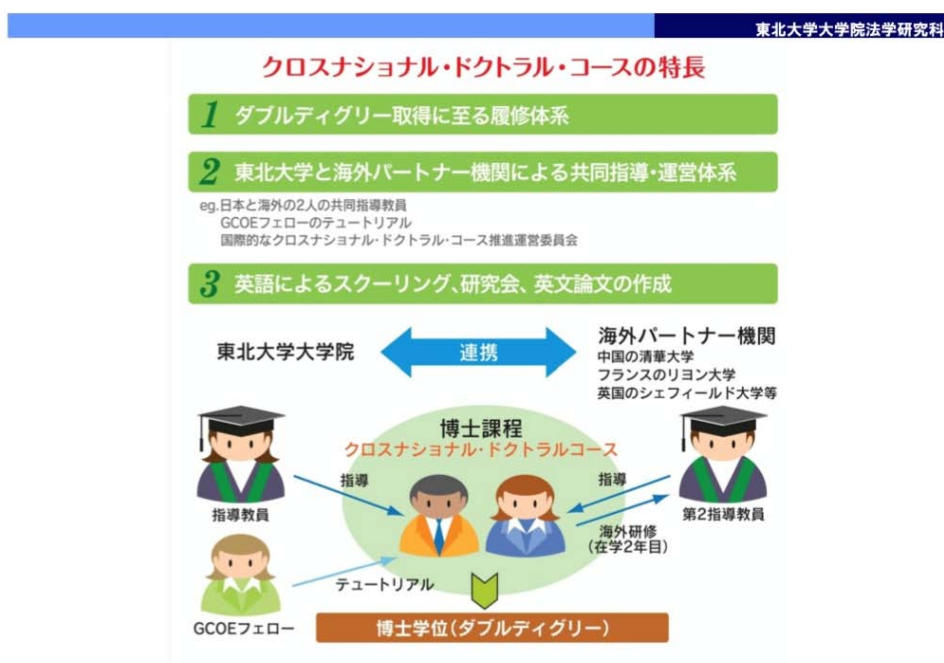 東北大学大学院法学研究科
クロスナショナル・ドクトラル・コースの特長
1 ダブルディグリー取得に至る履修体系
2 東北大学と海外パートナー機関による共同指導・運営体系
eg.日本と海外の2人の共同指導教員
GCOEフェローのテュートリアル
国際的なクロスナショナル・ドクトラル・コース推進運営委員会
3 英語によるスクーリング、研究会、英文論文の作成
東北大学大学院
連携
海外パートナー機関
中国の清華大学
フランスのリヨン大学
英国のシェフィールド大学等
博士課程
クロスナショナル・ドクトラルコース
指導
指導
指導教員
第2指導教員
海外研修
(在学2年目)
テュートリアル
GCOEフェロー
博士学位(ダブルディグリー)